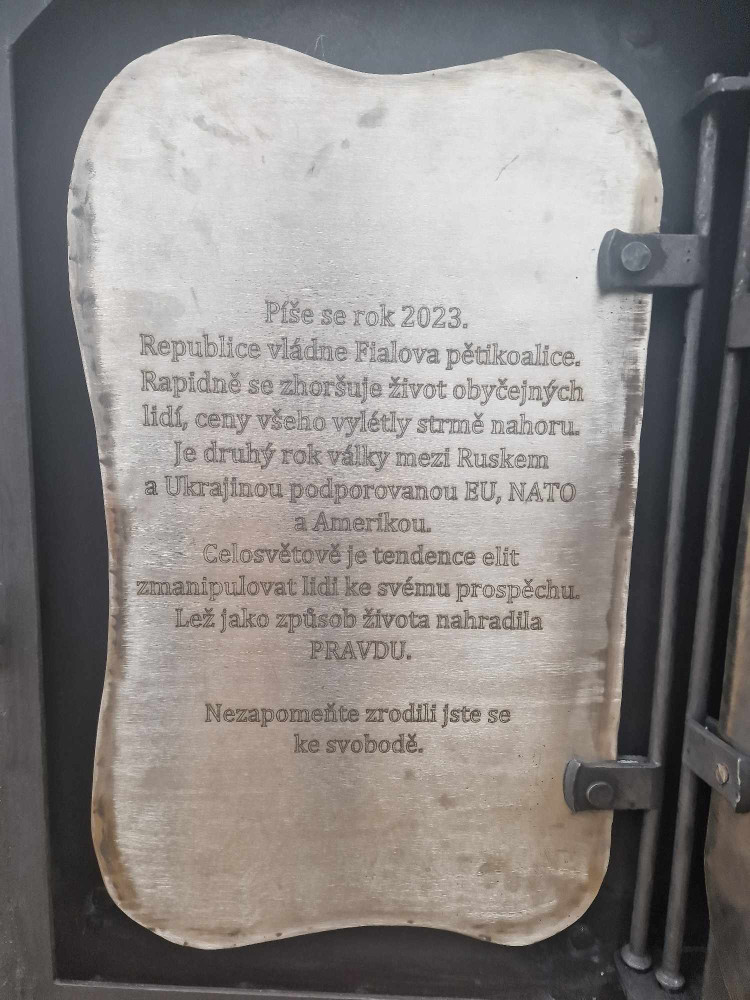 Píše se rok 2023.
Republice vládne Fialova pětikoalice.
Rapidně se zhoršuje život obyčejných
lidí, ceny všeho vylétly strmě nahoru.
Je druhý rok války mezi Ruskem
a Ukrajinou podporovanou EU, NATO
a Amerikou.
Celosvětově je tendence elit
zmanipulovat lidi ke svému prospěchu.
Lež jako způsob života nahradila
PRAVDU.
Nezapomeňte zrodili jste se
ke svobodě.